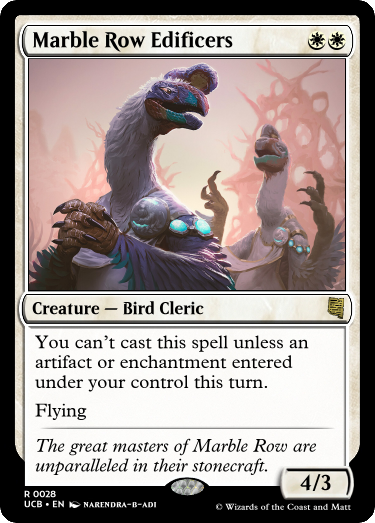 Marble Row Edificers
Creature — Bird Cleric
You can't cast this spell unless an
artifact or enchantment entered
under your control this turn.
Flying
The great masters of Marble Row are
unparalleled in their stonecraft.
4/3
R 0028
UCB • EN NARENDRA-B-ADI
© Wizards of the Coast and Matt